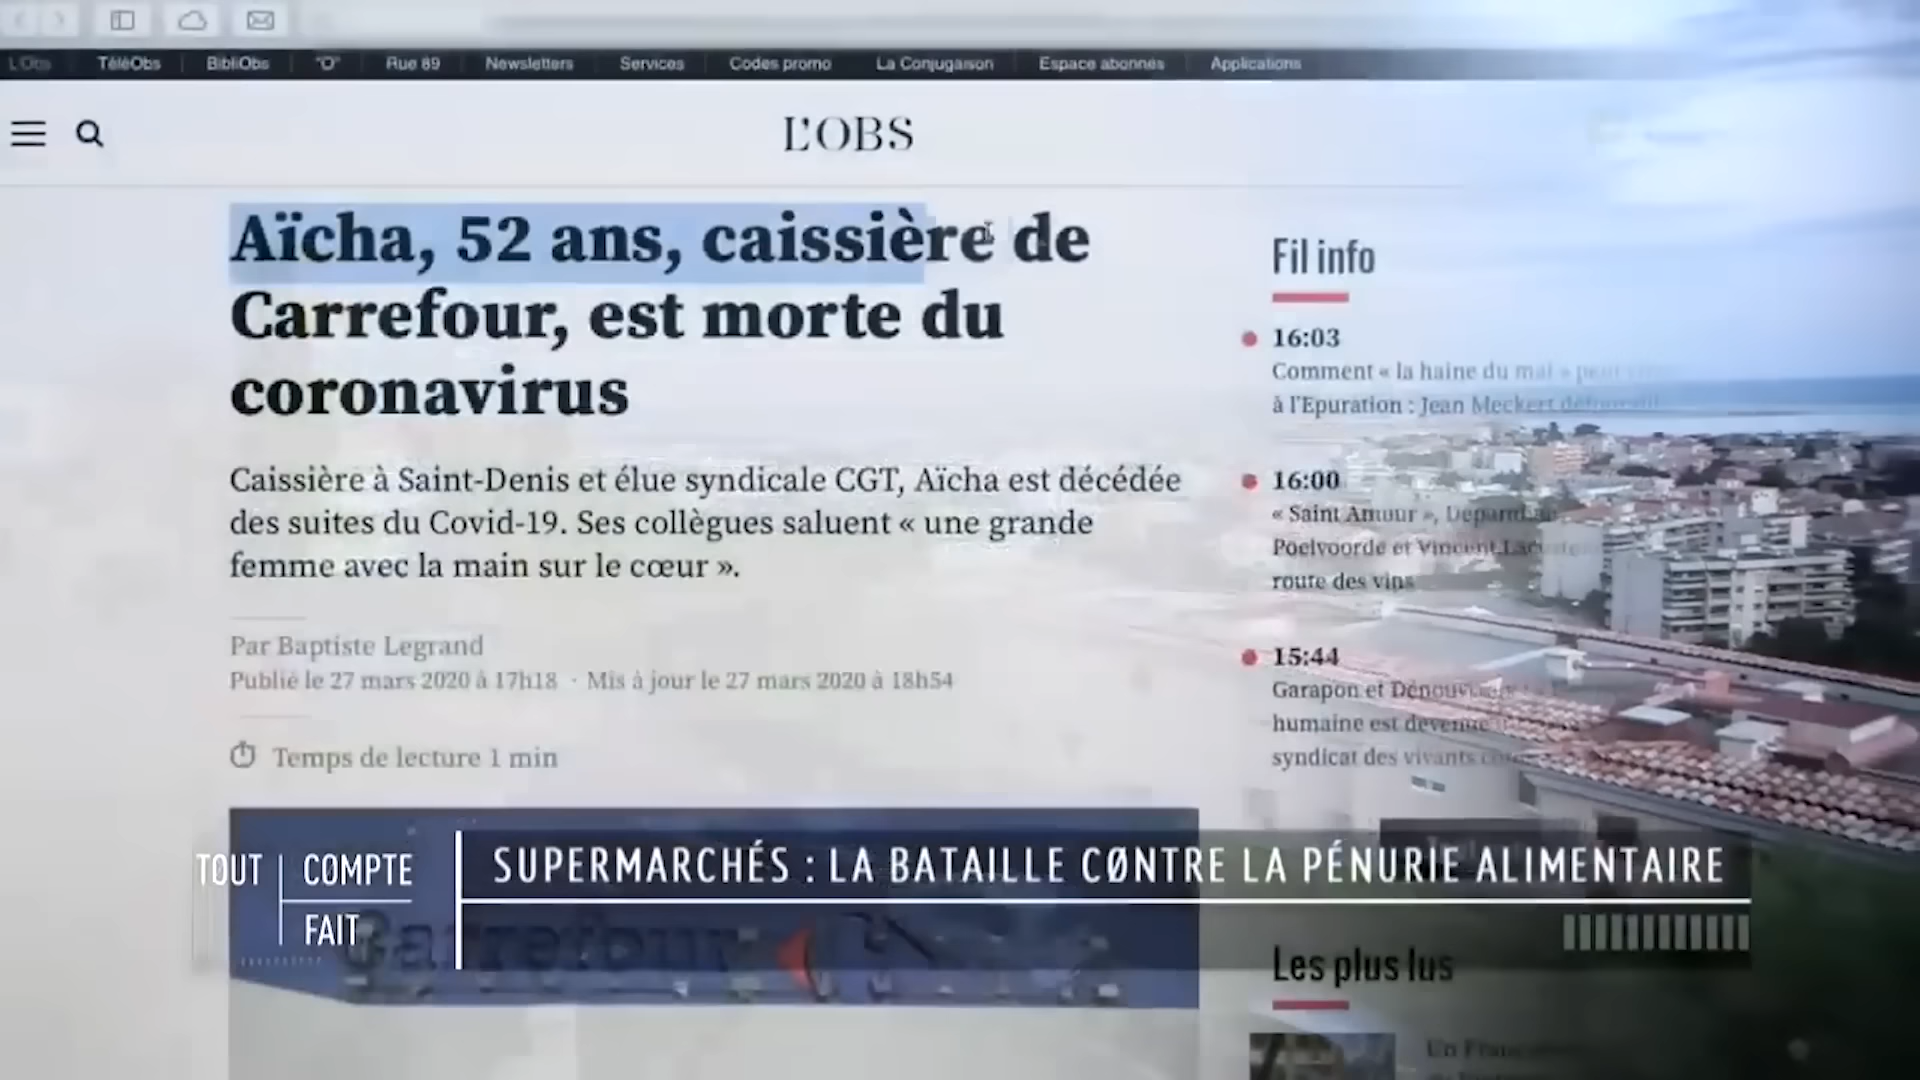 L'Obs TéléObs BibliObs "O" Rue 89 Newsletters Services Codes promo La Conjugaison Espace abonnés Applications
L'OBS
Aïcha, 52 ans, caissière de
Carrefour, est morte du
coronavirus
Caissière à Saint-Denis et élue syndicale CGT, Aïcha est décédée
des suites du Covid-19. Ses collègues saluent « une grande
femme avec la main sur le cœur ».
Par Baptiste Legrand
Publié le 27 mars 2020 à 17h18 · Mis à jour le 27 mars 2020 à 18h54
Temps de lecture 1 min
Fil info
16:03
Comment « la haine du mal » peut
à l'Epuration : Jean Meckert
16:00
« Saint Amour »,
Poelvoorde et Vincent
route des vins
15:44
Garapon et
humaine est devenue
syndicat des vivants
TOUT COMPTE
FAIT
SUPERMARCHÉS : LA BATAILLE CØNTRE LA PÉNURIE ALIMENTAIRE
Carrefour
Les plus lus